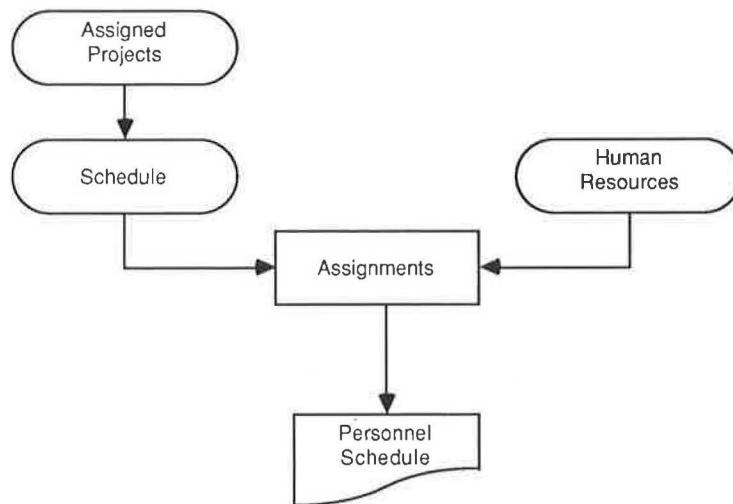 Assigned
Projects
Schedule
Human
Resources
Assignments
Personnel
Schedule